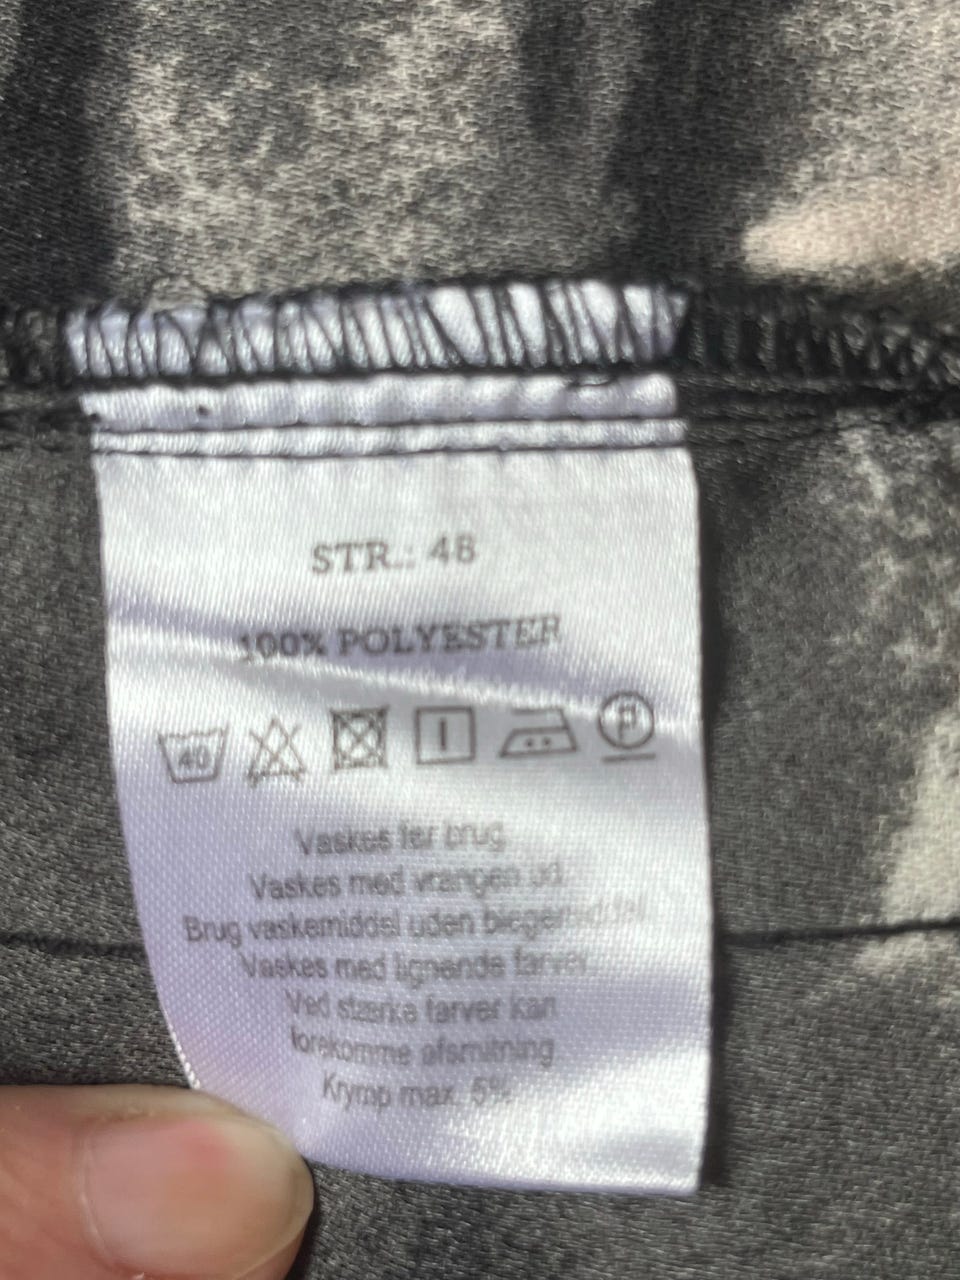 STR.: 48
100% POLYESTER
40 P
Vaskes før brug.
Vaskes med vrangen ud.
Brug vaskemiddel uden blegemiddel.
Vaskes med lignende farver.
Ved stærke farver kan
forekomme afsmitning.
Krymp max. 5%